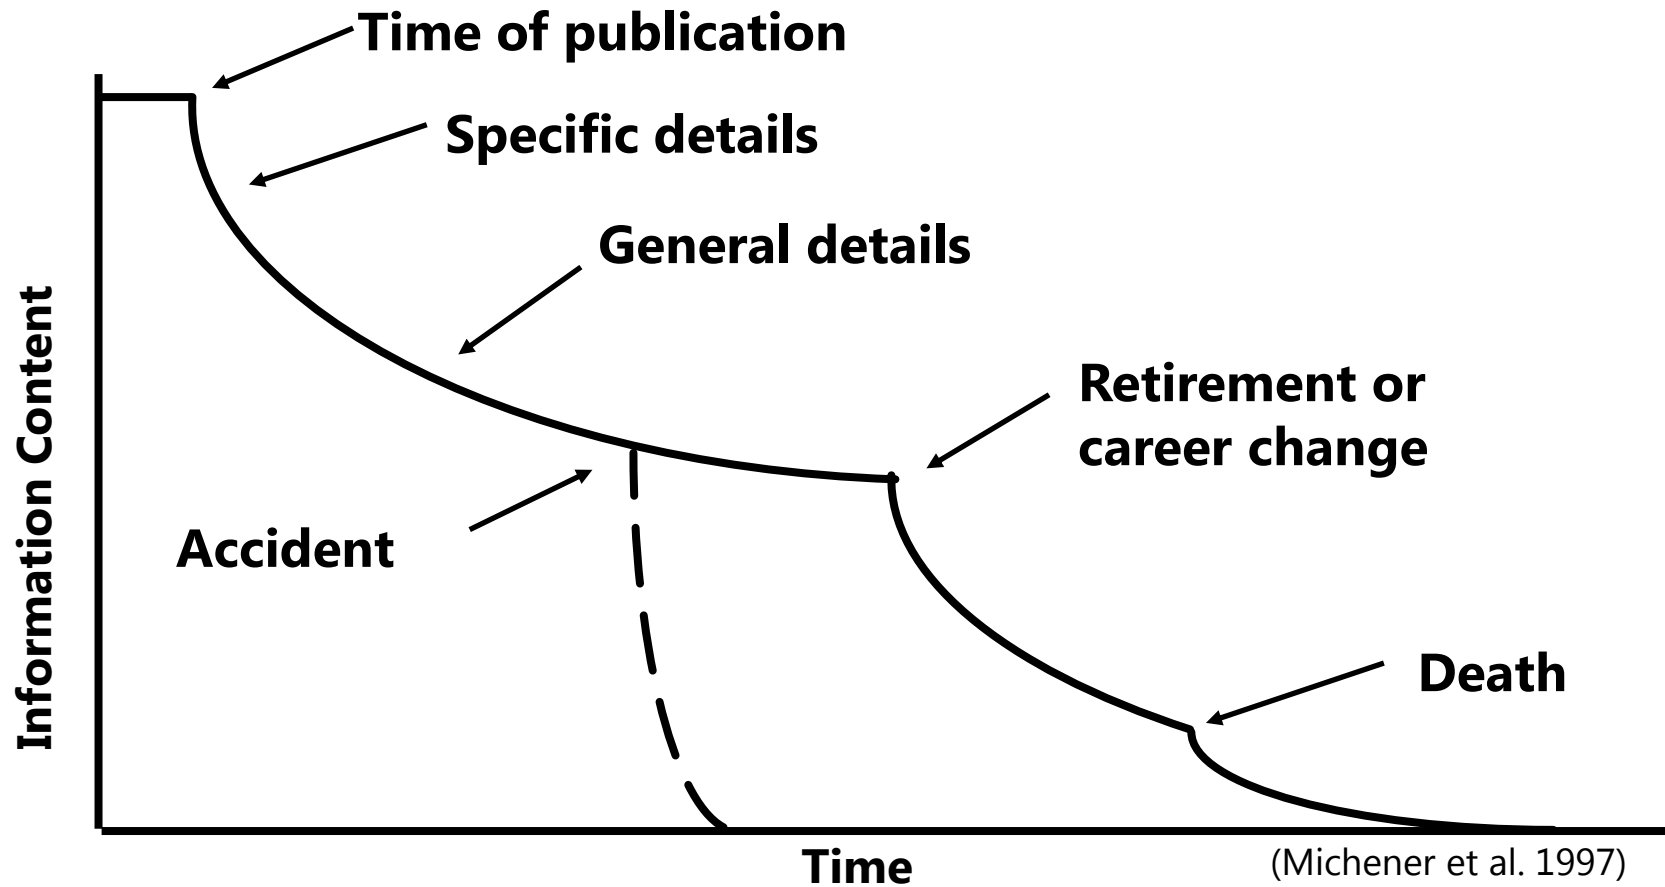 Time of publication
Specific details
General details
Retirement or
career change
Accident
Death
Information Content
Time
(Michener et al. 1997)